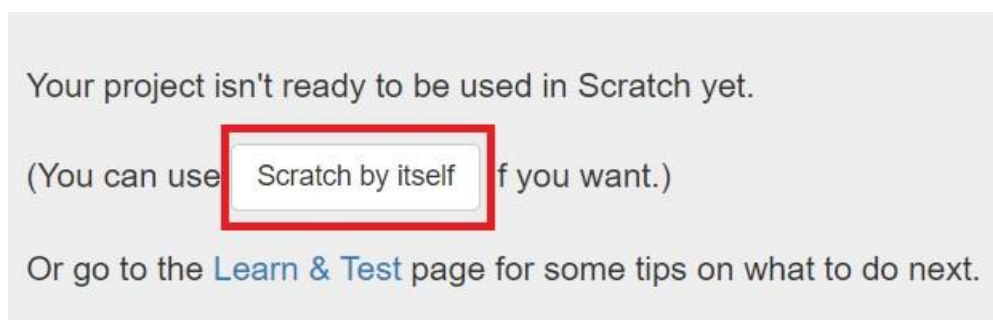 Your project isn't ready to be used in Scratch yet.
(You can use Scratch by itself if you want.)
Or go to the Learn & Test page for some tips on what to do next.